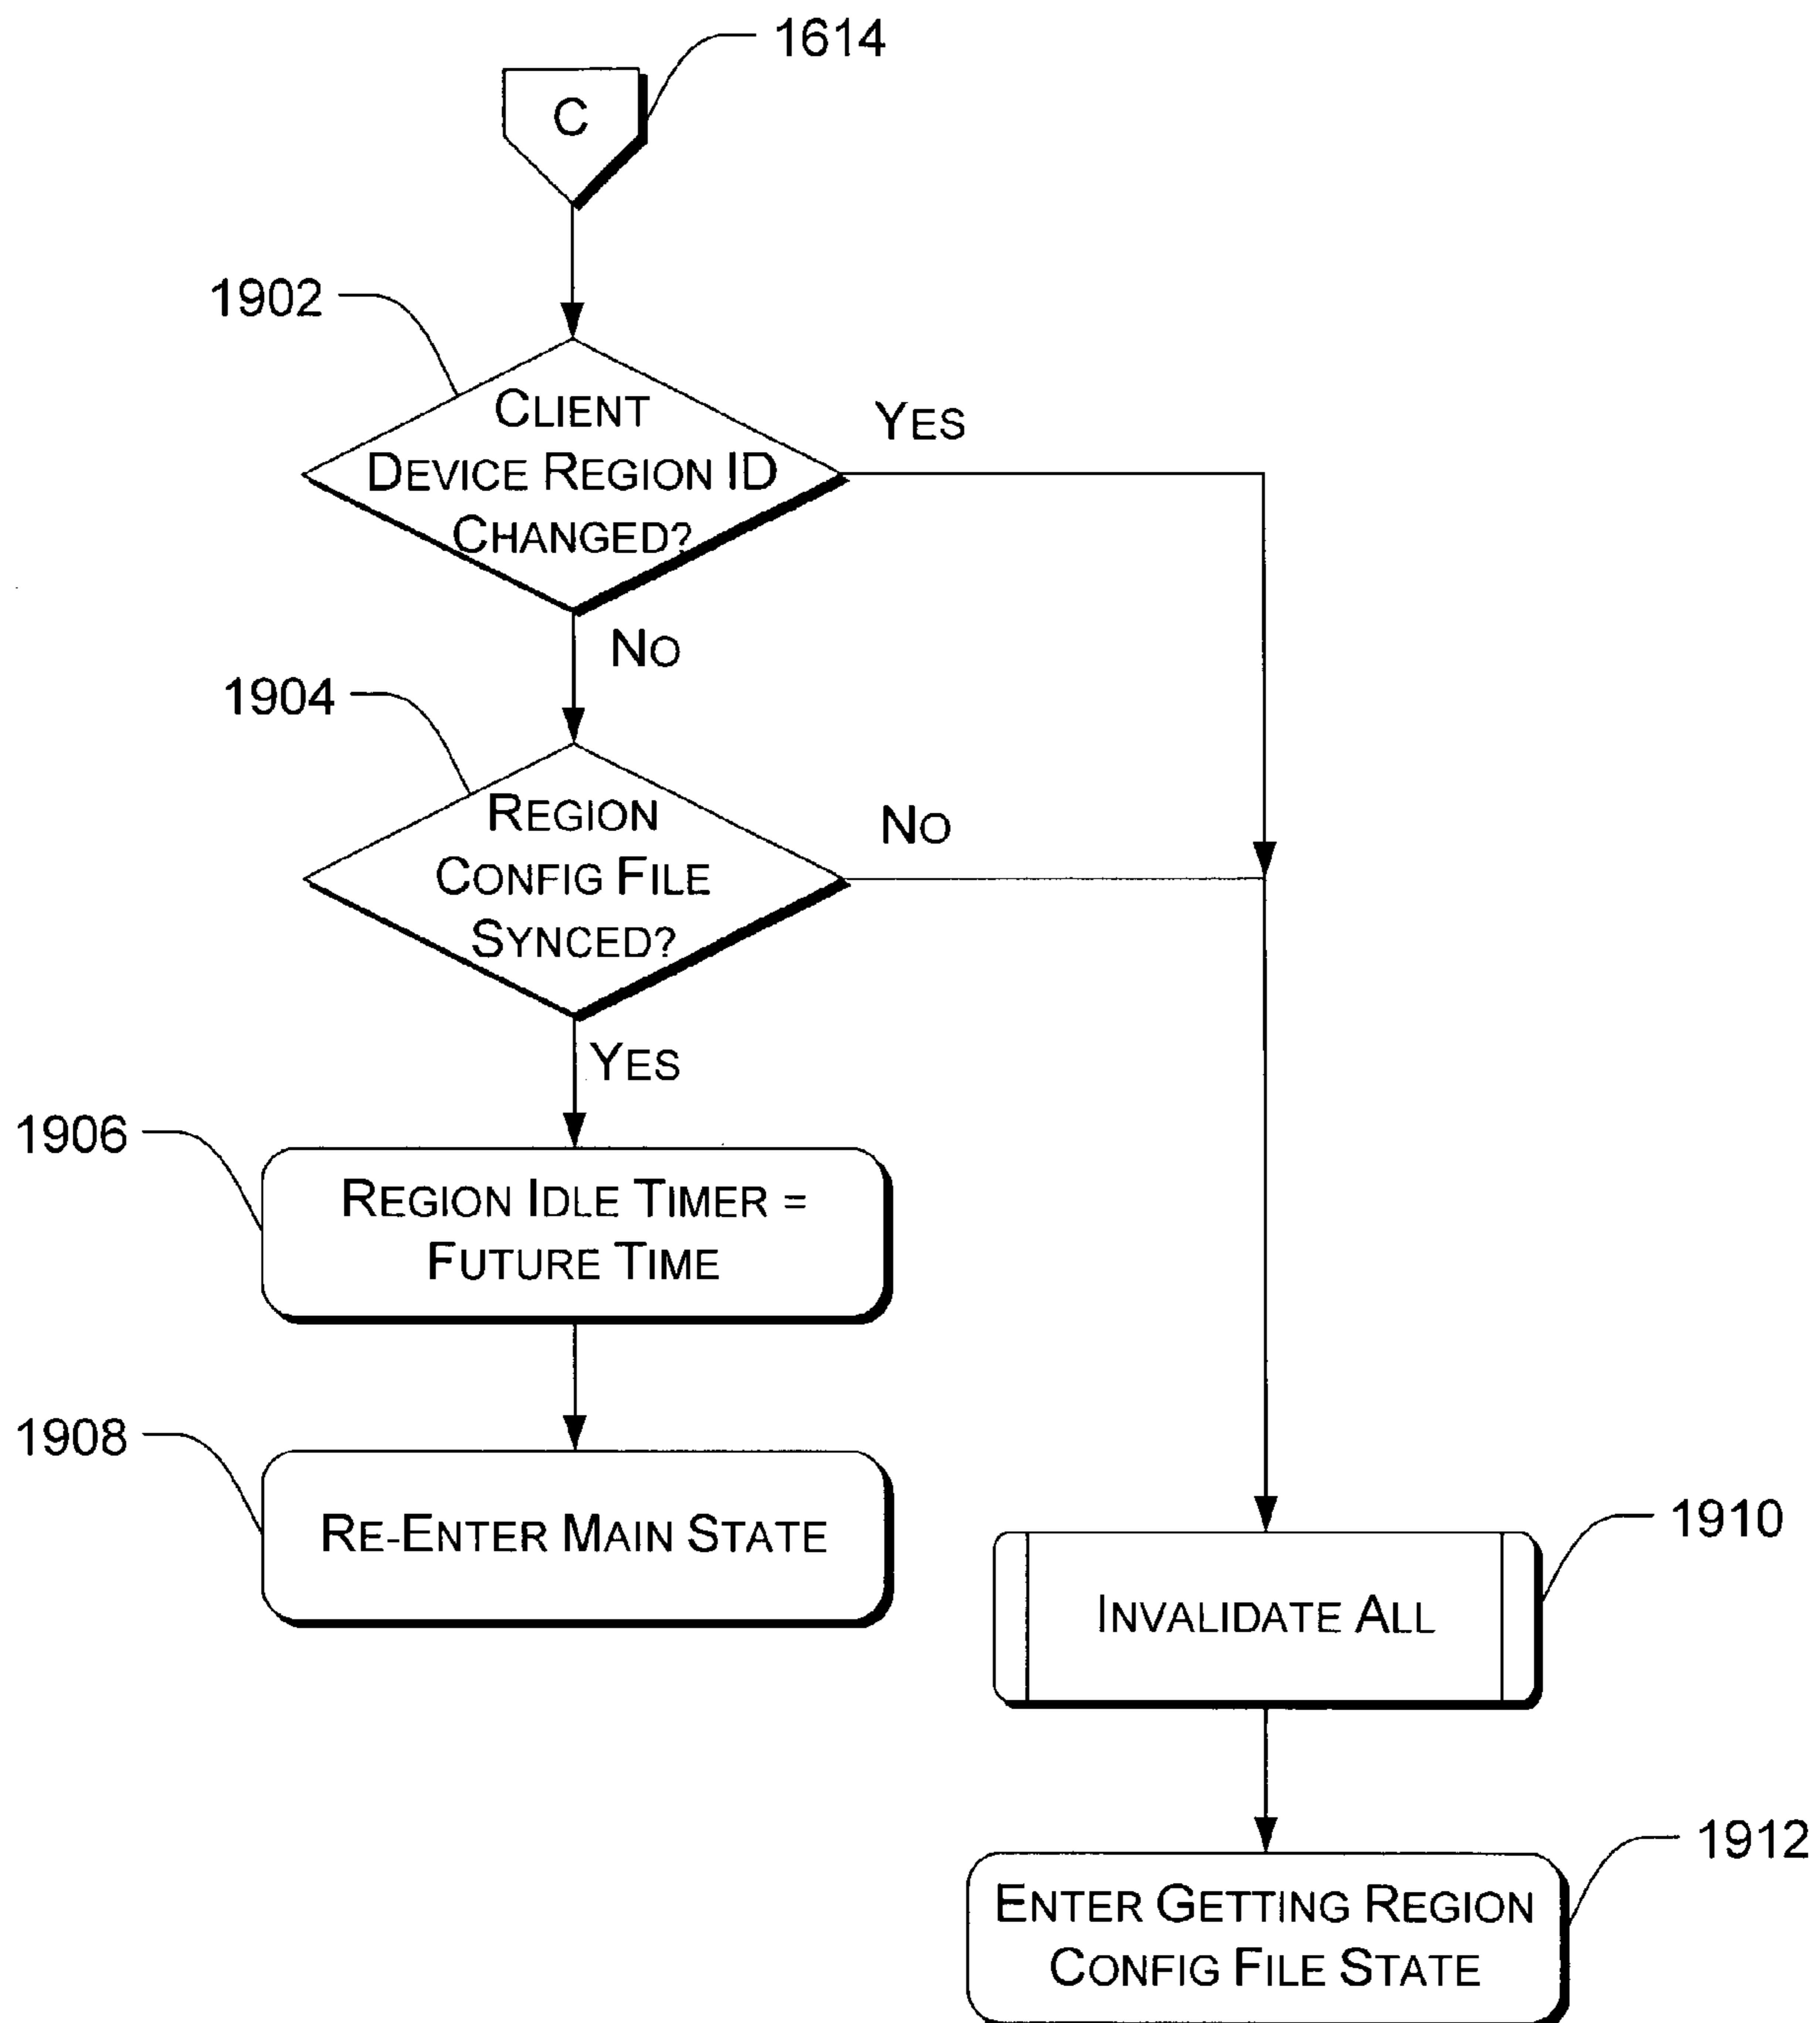 1614
C
1902
CLIENT
DEVICE REGION ID
CHANGED?
YES
NO
1904
REGION
CONFIG FILE
SYNCED?
NO
YES
1906
REGION IDLE TIMER =
FUTURE TIME
1908
RE-ENTER MAIN STATE
1910
INVALIDATE ALL
1912
ENTER GETTING REGION
CONFIG FILE STATE